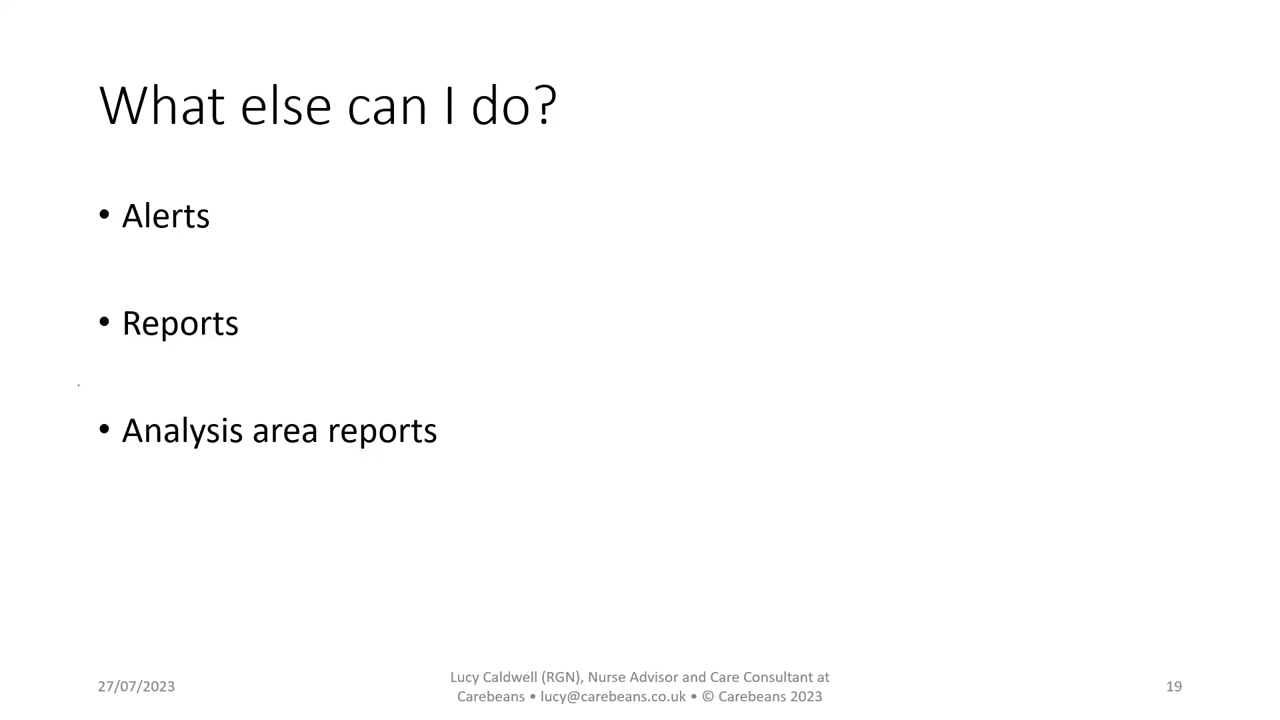 What else can I do?
• Alerts
• Reports
• Analysis area reports
27/07/2023
Lucy Caldwell (RGN), Nurse Advisor and Care Consultant at
Carebeans • lucy@carebeans.co.uk • © Carebeans 2023
19